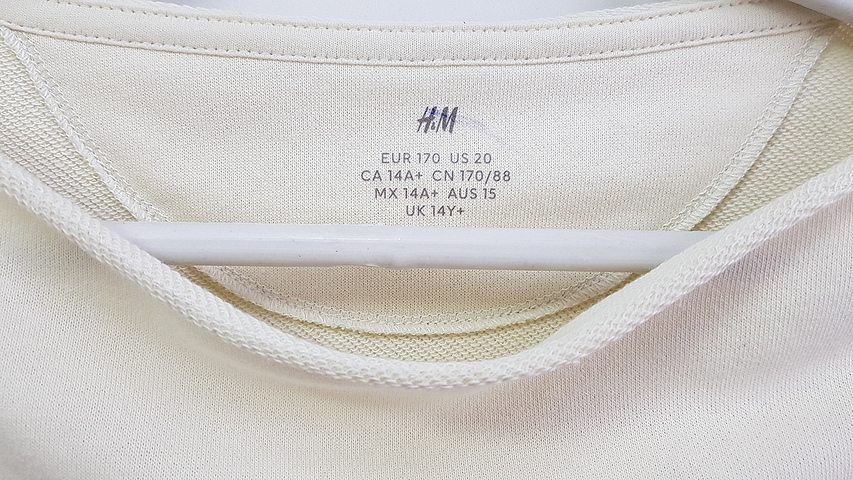 H&M
EUR 170 US 20
CA 14A+ CN 170/88
MX 14A+ AUS 15
UK 14Y+